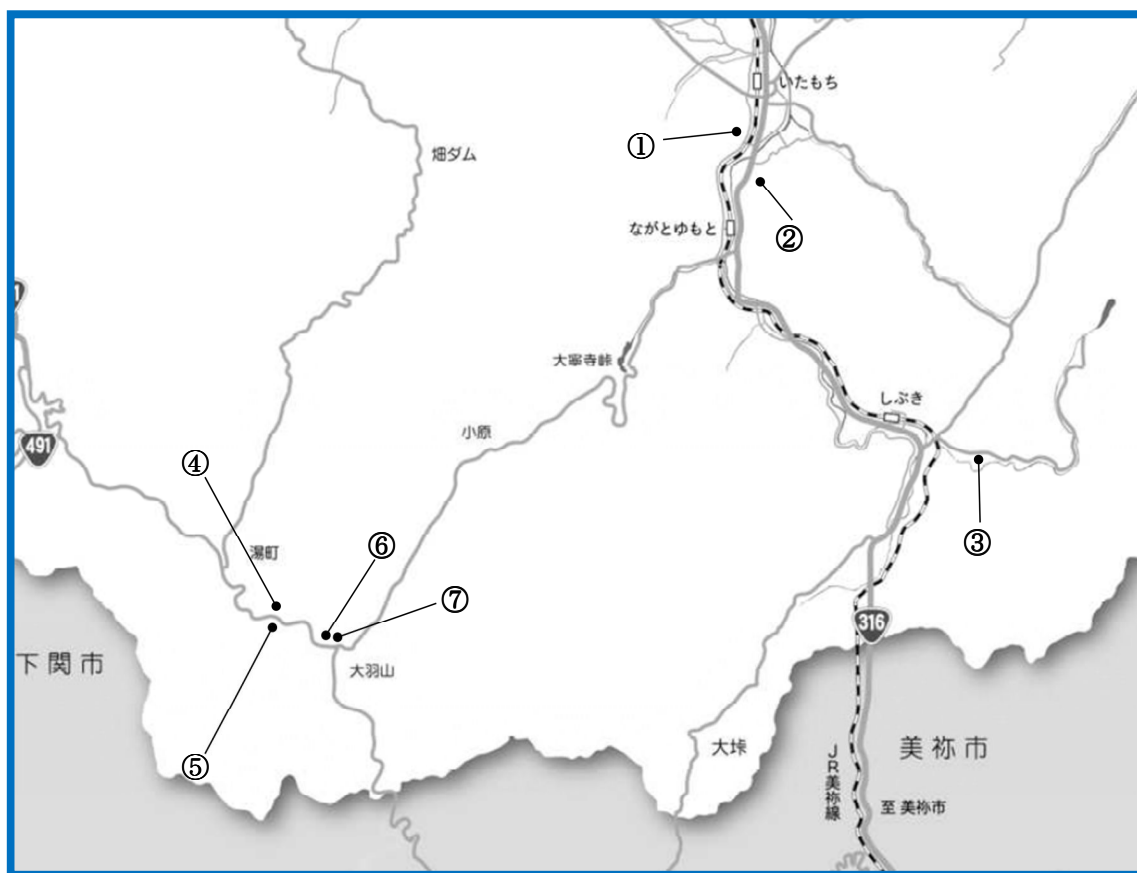 いたもち
①
畑ダム
②
ながとゆもと
大寧寺峠
しぶき
小原
491
④
③
湯町
⑥
⑦
316
大羽山
下関市
⑤
大垰
美祢市
JR美祢線
至 美祢市